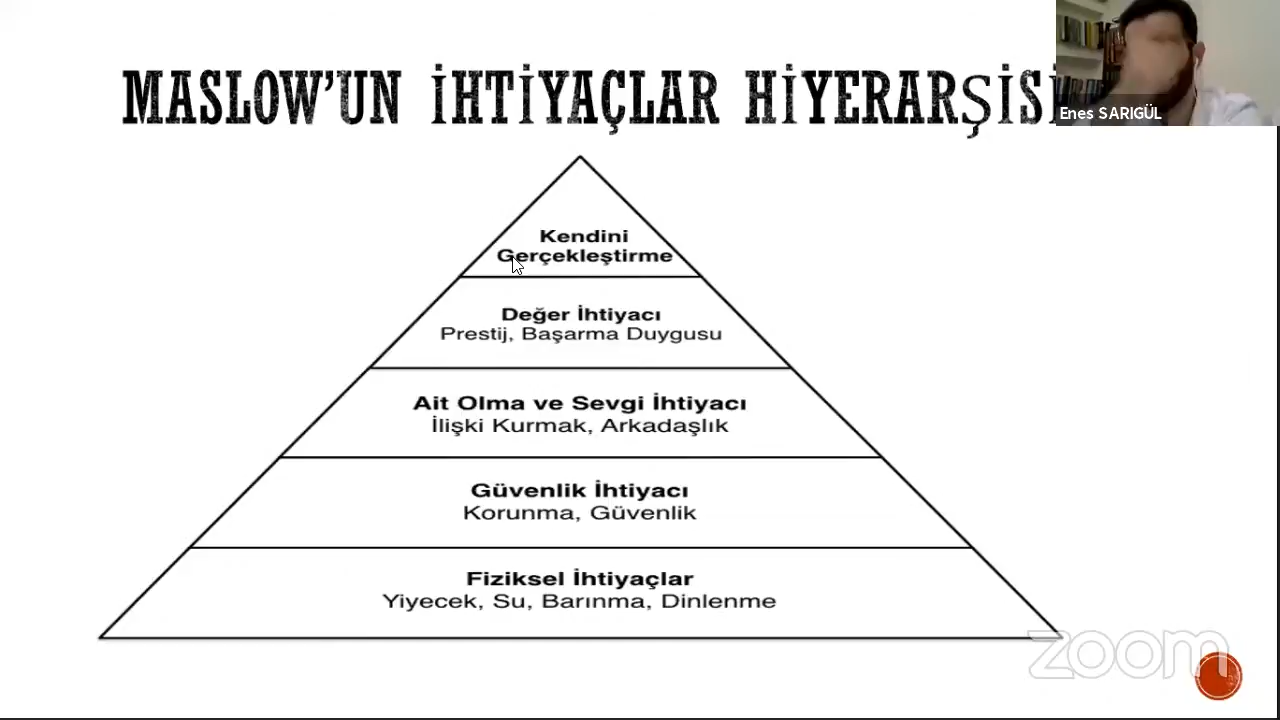 MASLOW'UN İHTİYAÇLAR HİYERARŞİSİ
Enes SARIGÜL
Kendini
Gerçekleştirme
Değer İhtiyacı
Prestij, Başarma Duygusu
Ait Olma ve Sevgi İhtiyacı
İlişki Kurmak, Arkadaşlık
Güvenlik İhtiyacı
Korunma, Güvenlik
Fiziksel İhtiyaçlar
Yiyecek, Su, Barınma, Dinlenme
zoom